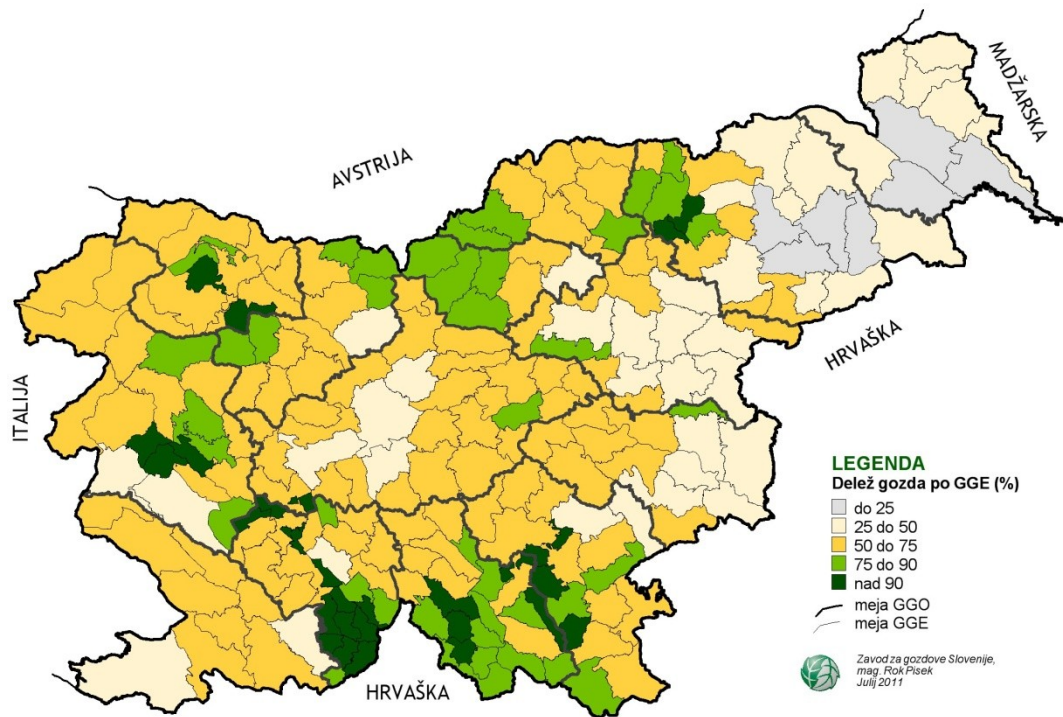 MADŽARSKA
AVSTRIJA
HRVAŠKA
ITALIJA
LEGENDA
Delež gozda po GGE (%)
do 25
25 do 50
50 do 75
75 do 90
nad 90
meja GGO
meja GGE
Zavod za gozdove Slovenije,
mag. Rok Pisek
Julij 2011
HRVAŠKA